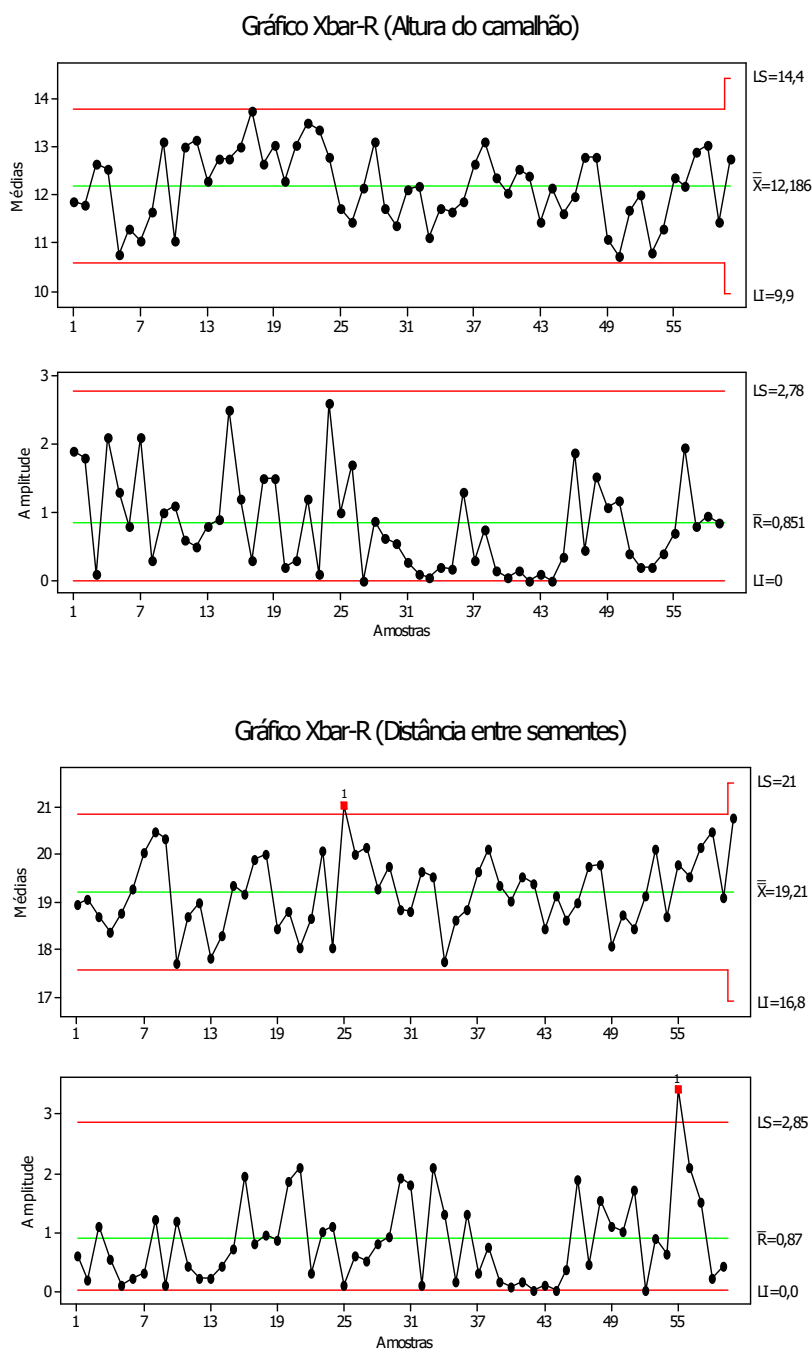 Gráfico Xbar-R (Altura do camalhão)
LS=14,4
14
13
12
11
10
Médias
X=12,186
LI=9,9
1 7 13 19 25 31 37 43 49 55
3
2
1
0
Amplitude
LS=2,78
R=0,851
LI=0
1 7 13 19 25 31 37 43 49 55
Amostras
Gráfico Xbar-R (Distância entre sementes)
LS=21
1
21
20
19
18
17
Médias
X=19,21
LI=16,8
1 7 13 19 25 31 37 43 49 55
1
3
2
1
0
Amplitude
LS=2,85
R=0,87
LI=0,0
1 7 13 19 25 31 37 43 49 55
Amostras